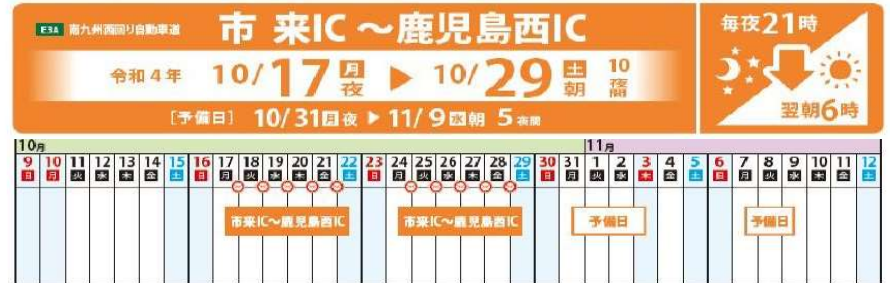 E3A 南九州西回り自動車道 市 来IC～鹿児島西IC
令和4年 10/17月夜 ▶ 10/29土朝 10夜間
[予備日] 10/31月夜 ▶ 11/9水朝 5夜間
毎夜21時
翌朝6時
10月 11月
9 10 11 12 13 14 15 16 17 18 19 20 21 22 23 24 25 26 27 28 29 30 31 1 2 3 4 5 6 7 8 9 10 11 12
日 月 火 水 木 金 土 日 月 火 水 木 金 土 日 月 火 水 木 金 土 日 月 火 水 木 金 土 日 月 火 水 木 金 土
市来IC～鹿児島西IC 市来IC～鹿児島西IC 予備日 予備日